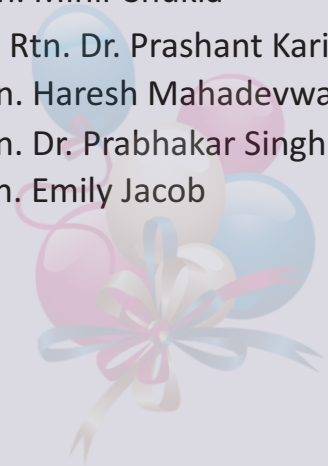 Rtn. Dr. Prashant Kari
n. Haresh Mahadevwa
n. Dr. Prabhakar Singh
n. Emily Jacob